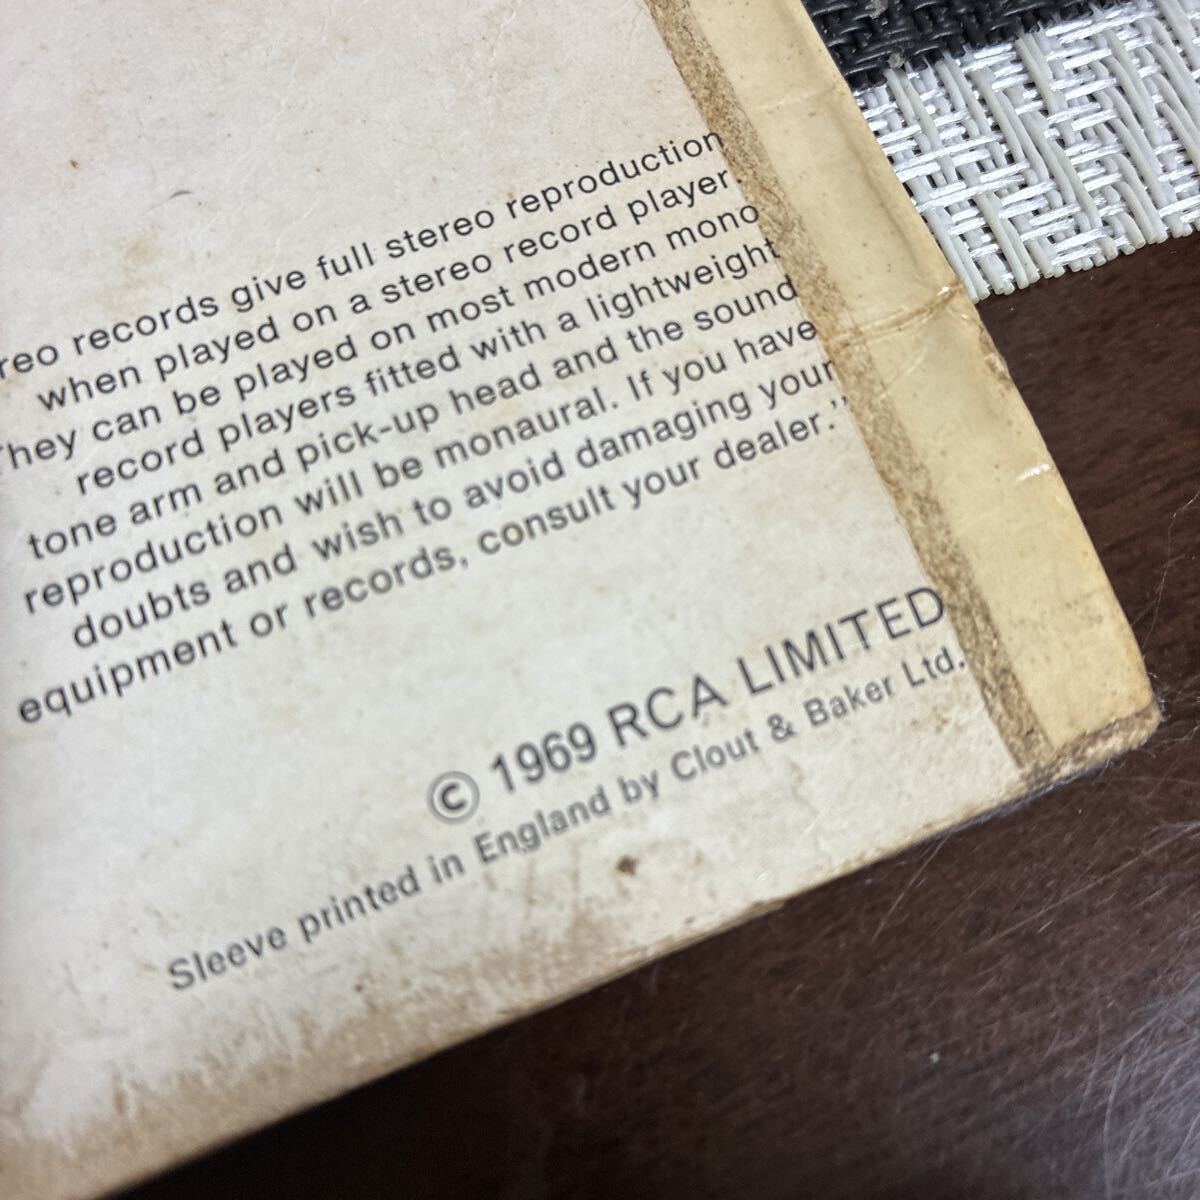 reo records give full stereo reproduction
when played on a stereo record player.
They can be played on most modern mono
record players fitted with a lightweight
tone arm and pick-up head and the sound
reproduction will be monaural. If you have
doubts and wish to avoid damaging your
equipment or records, consult your dealer."
© 1969 RCA LIMITED
Sleeve printed in England by Clout & Baker Ltd.